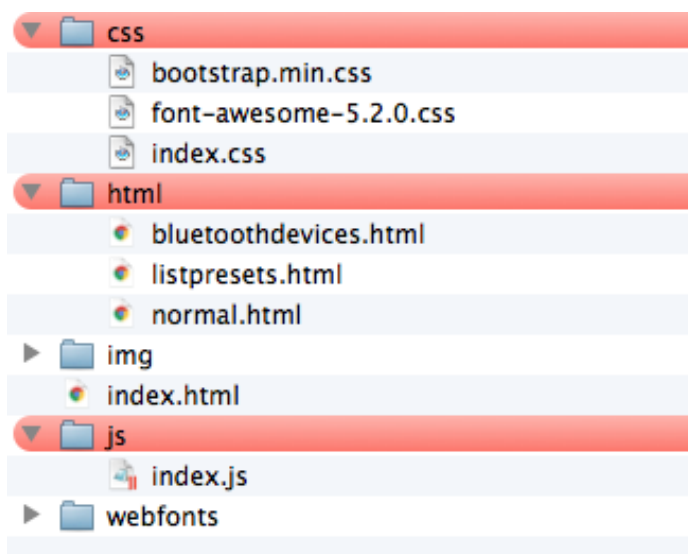 css
bootstrap.min.css
font-awesome-5.2.0.css
index.css
html
bluetoothdevices.html
listpresets.html
normal.html
img
index.html
js
index.js
webfonts